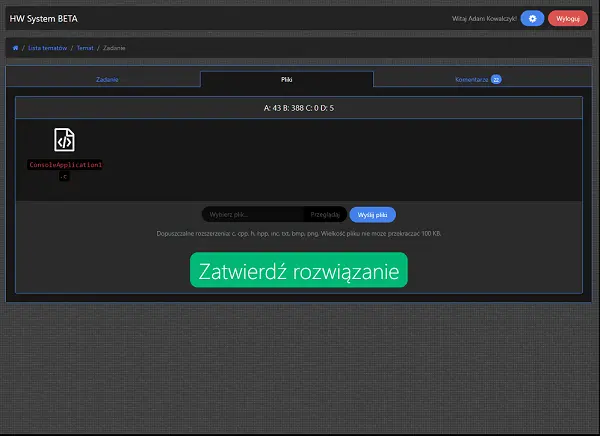 HW System BETA
Witaj Adam Kowalczyk!
Wyloguj
/ Lista tematów / Temat / Zadanie
Zadanie
Pliki
Komentarze 22
A: 43 B: 388 C: 0 D: 5
ConsoleApplication1
.c
Wybierz plik...
Przeglądaj
Wyślij pliki
Dopuszczalne rozszerzenia: c, cpp, h, hpp, inc, txt, bmp, png. Wielkość pliku nie może przekraczać 100 KB.
Zatwierdź rozwiązanie